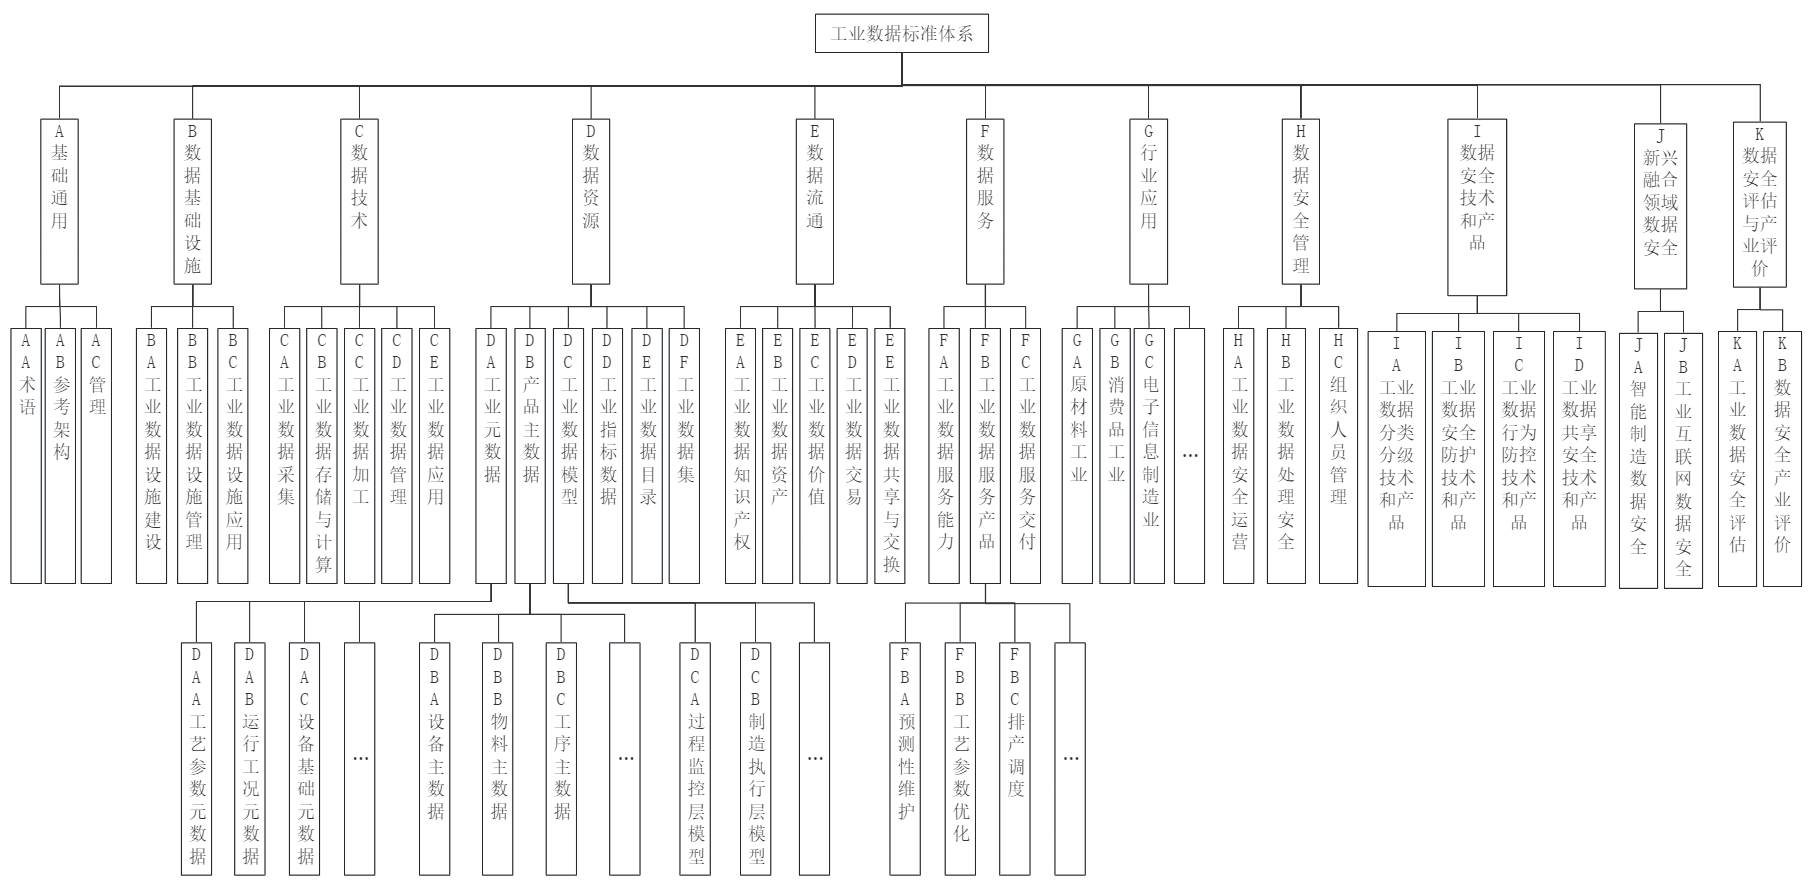 工业数据标准体系
A基础通用
B数据基础设施
C数据技术
D数据资源
E数据流通
F数据服务
G行业应用
H数据安全管理
I数据安全技术和产品
J新兴融合领域数据安全
K数据安全评估与产业评价
AA术语
AB参考架构
AC管理
BA工业数据设施建设
BB工业数据设施管理
BC工业数据设施应用
CA工业数据采集
CB工业数据存储与计算
CC工业数据加工
CD工业数据管理
CE工业数据应用
DA工业元数据
DB产品主数据
DC工业数据模型
DD工业指标数据
DE工业数据目录
DF工业数据集
EA工业数据知识产权
EB工业数据资产
EC工业数据价值
ED工业数据交易
EE工业数据共享与交换
FA工业数据服务能力
FB工业数据服务产品
FC工业数据服务交付
GA原材料工业
GB消费品工业
GC电子信息制造业
…
HA工业数据安全运营
HB工业数据处理安全
HC组织人员管理
IA工业数据分类分级技术和产品
IB工业数据安全防护技术和产品
IC工业数据行为防控技术和产品
ID工业数据共享安全技术和产品
JA智能制造数据安全
JB工业互联网数据安全
KA工业数据安全评估
KB数据安全产业评价
DAA工艺参数元数据
DAB运行工况元数据
DAC设备基础元数据
…
DBA设备主数据
DBB物料主数据
DBC工序主数据
…
DCA过程监控层模型
DCB制造执行层模型
…
FBA预测性维护
FBB工艺参数优化
FBC排产调度
…